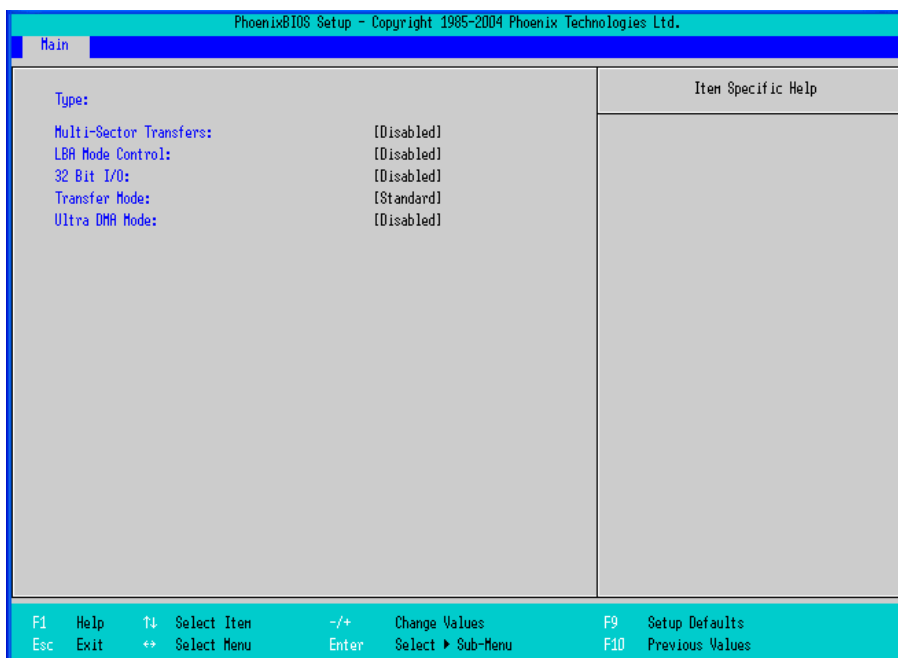 PhoenixBIOS Setup - Copyright 1985-2004 Phoenix Technologies Ltd.
Main
Item Specific Help
Type:
Multi-Sector Transfers: [Disabled]
LBA Mode Control: [Disabled]
32 Bit I/O: [Disabled]
Transfer Mode: [Standard]
Ultra DMA Mode: [Disabled]
F1 Help ↑↓ Select Item -/+ Change Values F9 Setup Defaults
Esc Exit ↔ Select Menu Enter Select ▶ Sub-Menu F10 Previous Values